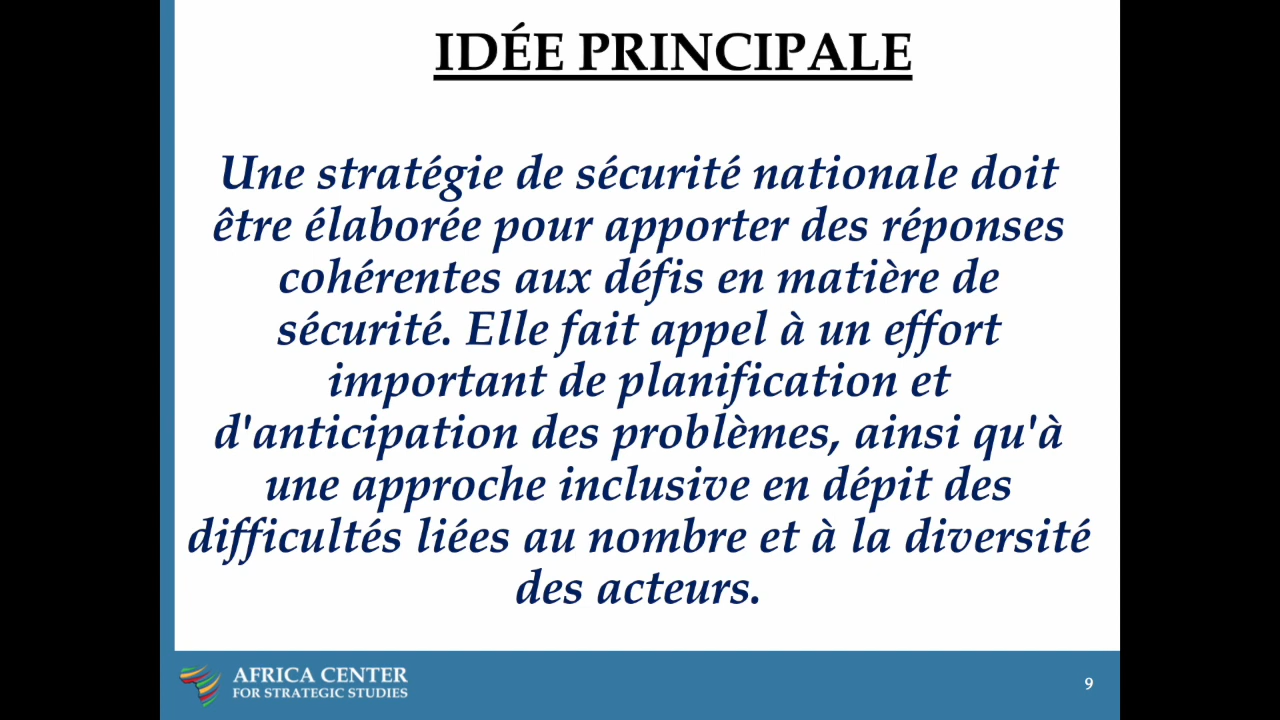 IDÉE PRINCIPALE
Une stratégie de sécurité nationale doit
être élaborée pour apporter des réponses
cohérentes aux défis en matière de
sécurité. Elle fait appel à un effort
important de planification et
d'anticipation des problèmes, ainsi qu'à
une approche inclusive en dépit des
difficultés liées au nombre et à la diversité
des acteurs.
AFRICA CENTER
FOR STRATEGIC STUDIES
9